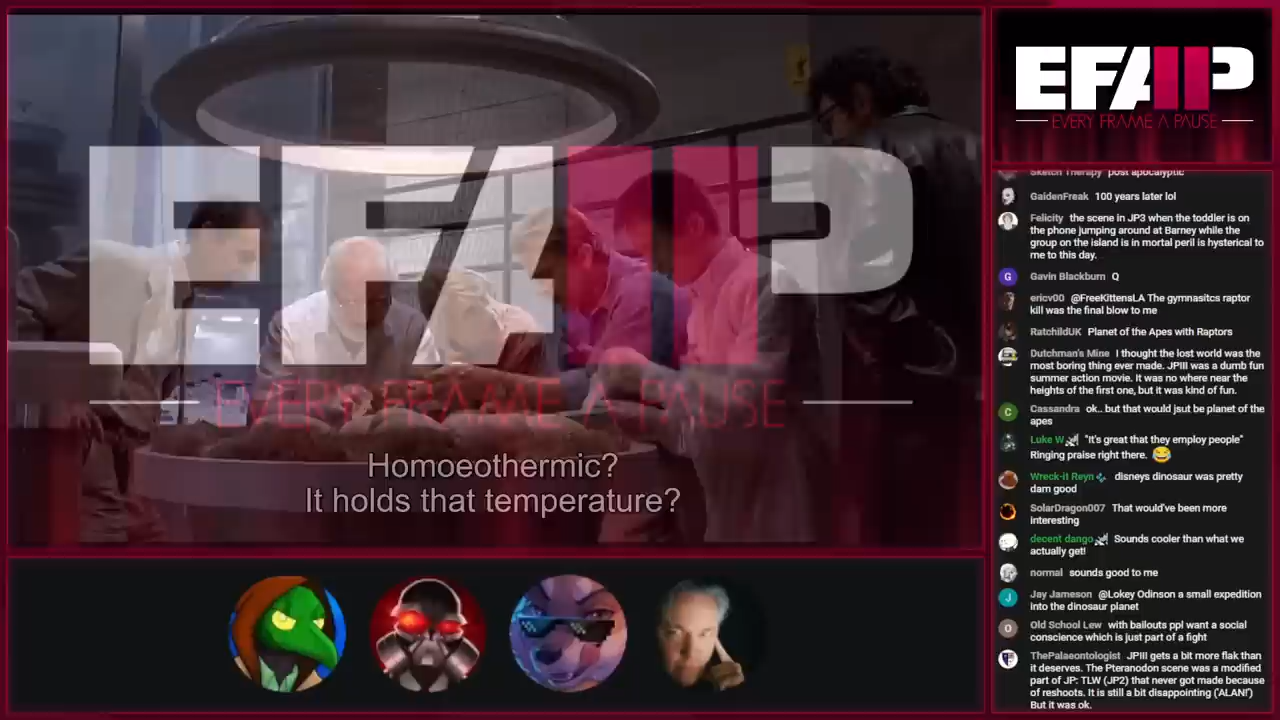 EFAP
EVERY FRAME A PAUSE
Homoeothermic?
It holds that temperature?
EFAP
EVERY FRAME A PAUSE
Sketch Therapy post apocalyptic
GaidenFreak 100 years later lol
Felicity the scene in JP3 when the toddler is on
the phone jumping around at Barney while the
group on the island is in mortal peril is hysterical to
me to this day.
Gavin Blackburn Q
ericv00 @FreeKittensLA The gymnasitcs raptor
kill was the final blow to me
RatchildUK Planet of the Apes with Raptors
Dutchman's Mine I thought the lost world was the
most boring thing ever made. JPIII was a dumb fun
summer action movie. It was no where near the
heights of the first one, but it was kind of fun.
Cassandra ok.. but that would jsut be planet of the
apes
Luke W "It's great that they employ people"
Ringing praise right there.
Wreck-it Reyn disneys dinosaur was pretty
dam good
SolarDragon007 That would've been more
interesting
decent dango Sounds cooler than what we
actually get!
normal sounds good to me
Jay Jameson @Lokey Odinson a small expedition
into the dinosaur planet
Old School Lew with bailouts ppl want a social
conscience which is just part of a fight
ThePalaeontologist JPIII gets a bit more flak than
it deserves. The Pteranodon scene was a modified
part of JP: TLW (JP2) that never got made because
of reshoots. It is still a bit disappointing ('ALAN!')
But it was ok.